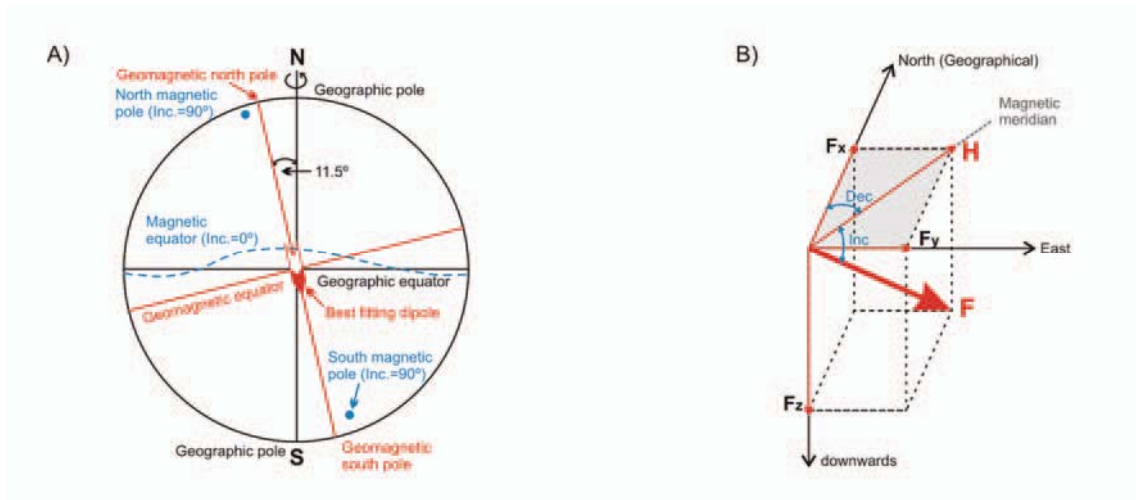 A)
N
Geomagnetic north pole
North magnetic
pole (Inc.=90º)
Geographic pole
11.5º
Magnetic
equator (Inc.=0º)
Geographic equator
Geomagnetic equator
Best fitting dipole
South magnetic
pole (Inc.=90º)
Geographic pole
S
Geomagnetic
south pole
B)
North (Geographical)
Magnetic
meridian
Fx
H
Dec
Inc
Fy
East
F
Fz
downwards